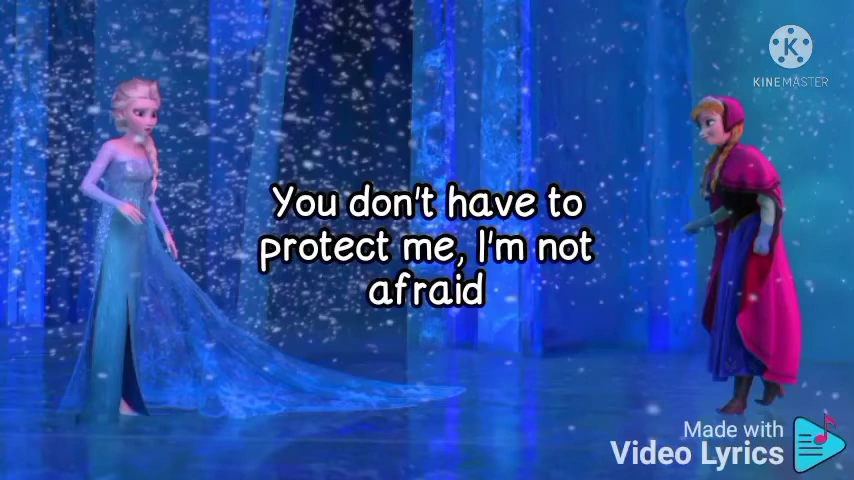 K
KINEMASTER
You don't have to
protect me, I'm not
afraid
Made with
Video Lyrics